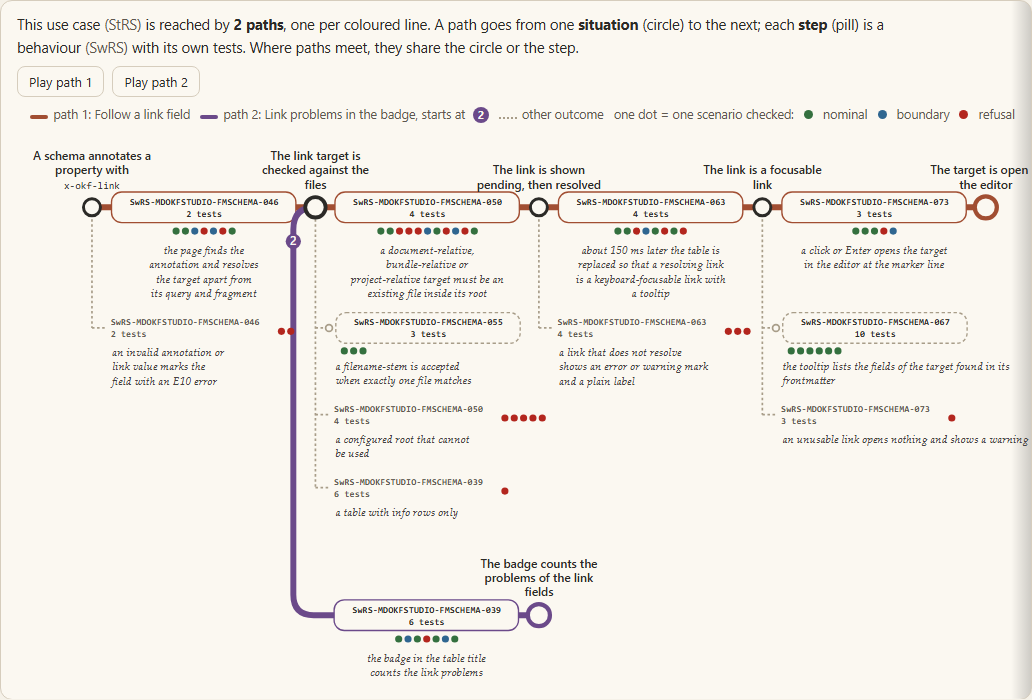 This use case (StRS) is reached by 2 paths, one per coloured line. A path goes from one situation (circle) to the next; each step (pill) is a
behaviour (SwRS) with its own tests. Where paths meet, they share the circle or the step.
Play path 1
Play path 2
path 1: Follow a link field
path 2: Link problems in the badge, starts at 2
other outcome
one dot = one scenario checked:
nominal
boundary
refusal
A schema annotates a
property with
x-okf-link
The link target is
checked against the
files
The link is shown
pending, then resolved
The link is a focusable
link
The target is open
the editor
SwRS-MDOKFSTUDIO-FMSCHEMA-046
2 tests
SwRS-MDOKFSTUDIO-FMSCHEMA-050
4 tests
SwRS-MDOKFSTUDIO-FMSCHEMA-063
4 tests
SwRS-MDOKFSTUDIO-FMSCHEMA-073
3 tests
2
the page finds the
annotation and resolves
the target apart from
its query and fragment
a document-relative,
bundle-relative or
project-relative target must be an
existing file inside its root
about 150 ms later the table is
replaced so that a resolving link
is a keyboard-focusable link with
a tooltip
a click or Enter opens the target
in the editor at the marker line
SwRS-MDOKFSTUDIO-FMSCHEMA-046
2 tests
an invalid annotation or
link value marks the
field with an E10 error
SwRS-MDOKFSTUDIO-FMSCHEMA-055
3 tests
a filename-stem is accepted
when exactly one file matches
SwRS-MDOKFSTUDIO-FMSCHEMA-063
4 tests
a link that does not resolve
shows an error or warning mark
and a plain label
SwRS-MDOKFSTUDIO-FMSCHEMA-067
10 tests
the tooltip lists the fields of the target found in its
frontmatter
SwRS-MDOKFSTUDIO-FMSCHEMA-050
4 tests
a configured root that cannot
be used
SwRS-MDOKFSTUDIO-FMSCHEMA-073
3 tests
an unusable link opens nothing and shows a warning
SwRS-MDOKFSTUDIO-FMSCHEMA-039
6 tests
a table with info rows only
The badge counts the
problems of the link
fields
SwRS-MDOKFSTUDIO-FMSCHEMA-039
6 tests
the badge in the table title
counts the link problems